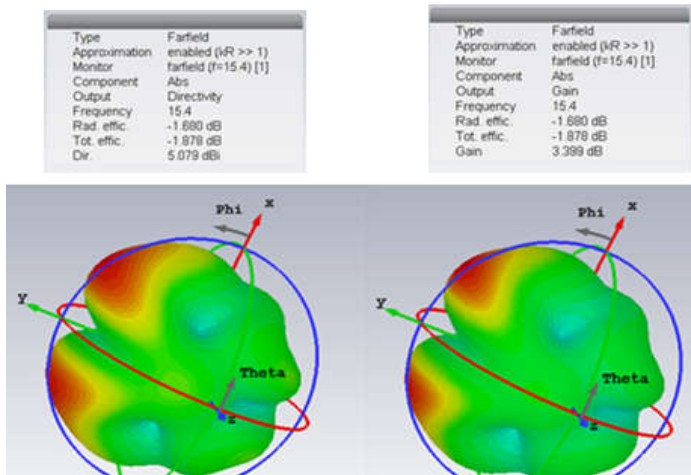 Type Farfield
Approximation enabled (kR >> 1)
Monitor farfield (f=15.4) [1]
Component Abs
Output Directivity
Frequency 15.4
Rad. effic. -1.680 dB
Tot. effic. -1.878 dB
Dir. 5.079 dBi
Type Farfield
Approximation enabled (kR >> 1)
Monitor farfield (f=15.4) [1]
Component Abs
Output Gain
Frequency 15.4
Rad. effic. -1.680 dB
Tot. effic. -1.878 dB
Gain 3.399 dB
Phi x
y
Theta
z
Phi x
y
Theta
z